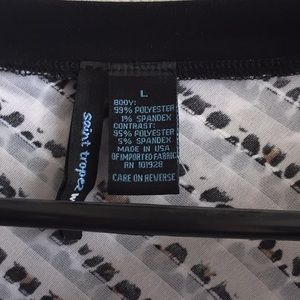 saint tropez w
L
BODY:
99% POLYESTER
1% SPANDEX
CONTRAST:
95% POLYESTER
5% SPANDEX
MADE IN USA
OF IMPORTED FABRIC
RN 101928
CARE ON REVERSE